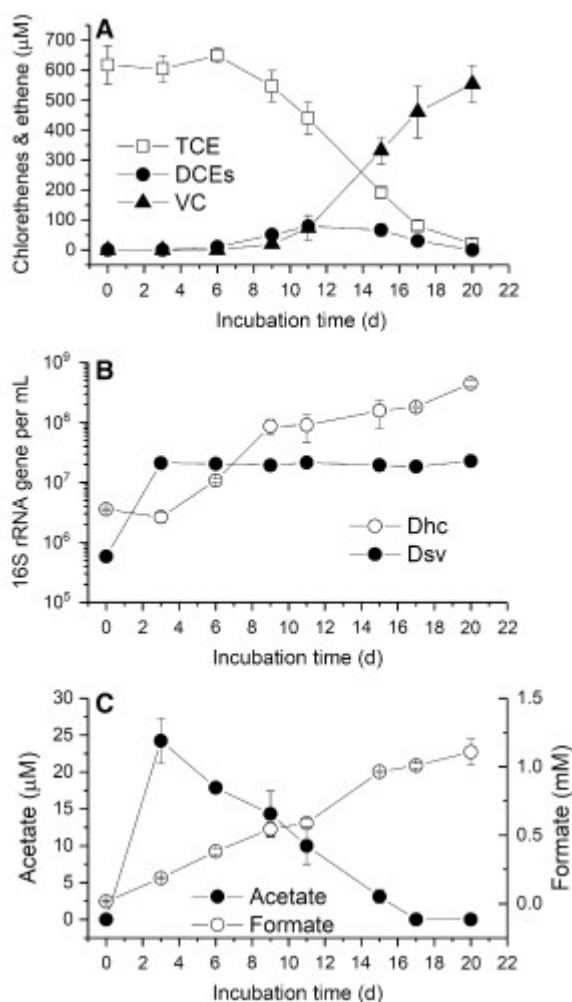 A
Chlorethenes & ethene (µM)
700
600
500
400
300
200
100
0
TCE
DCEs
VC
0 2 4 6 8 10 12 14 16 18 20 22
Incubation time (d)
B
16S rRNA gene per mL
10⁹
10⁸
10⁷
10⁶
10⁵
Dhc
Dsv
0 2 4 6 8 10 12 14 16 18 20 22
Incubation time (d)
C
Acetate (µM)
30
25
20
15
10
5
0
Acetate
Formate
1.5
1.0
0.5
0.0
Formate (mM)
0 2 4 6 8 10 12 14 16 18 20 22
Incubation time (d)